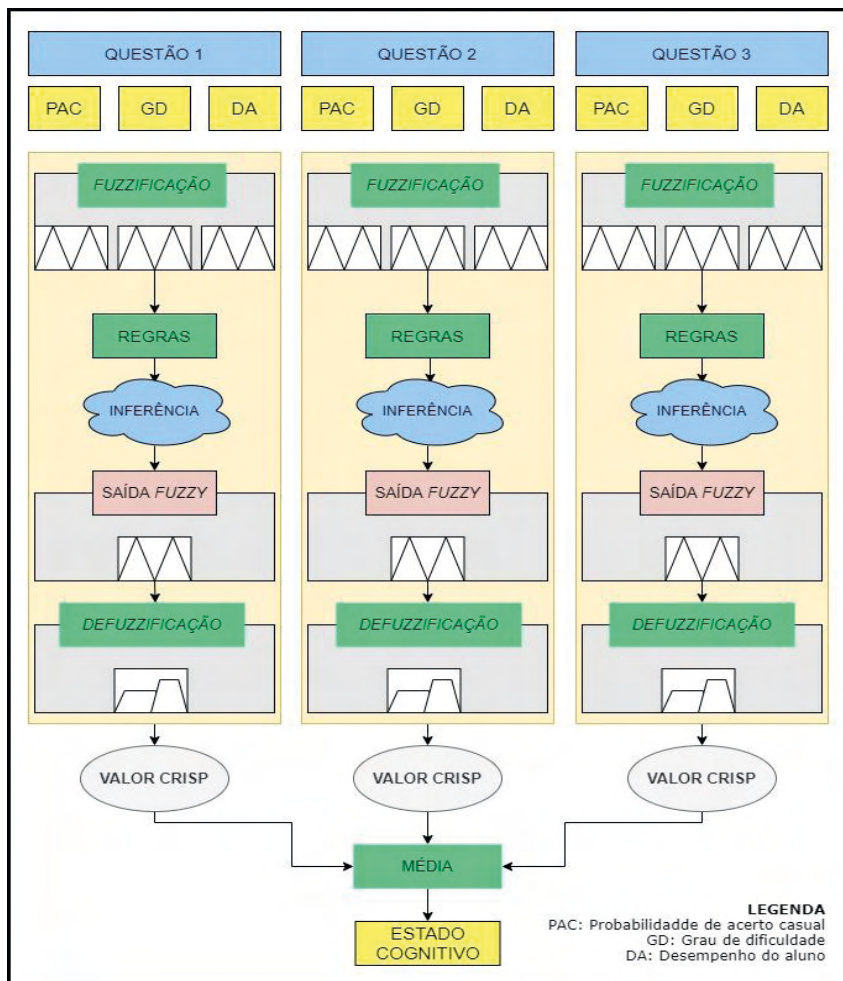 QUESTÃO 1
QUESTÃO 2
QUESTÃO 3
PAC
GD
DA
PAC
GD
DA
PAC
GD
DA
FUZZIFICAÇÃO
FUZZIFICAÇÃO
FUZZIFICAÇÃO
REGRAS
REGRAS
REGRAS
INFERÊNCIA
INFERÊNCIA
INFERÊNCIA
SAÍDA FUZZY
SAÍDA FUZZY
SAÍDA FUZZY
DEFUZZIFICAÇÃO
DEFUZZIFICAÇÃO
DEFUZZIFICAÇÃO
VALOR CRISP
VALOR CRISP
VALOR CRISP
MÉDIA
ESTADO
COGNITIVO
LEGENDA
PAC: Probabilidadde de acerto casual
GD: Grau de dificuldade
DA: Desempenho do aluno